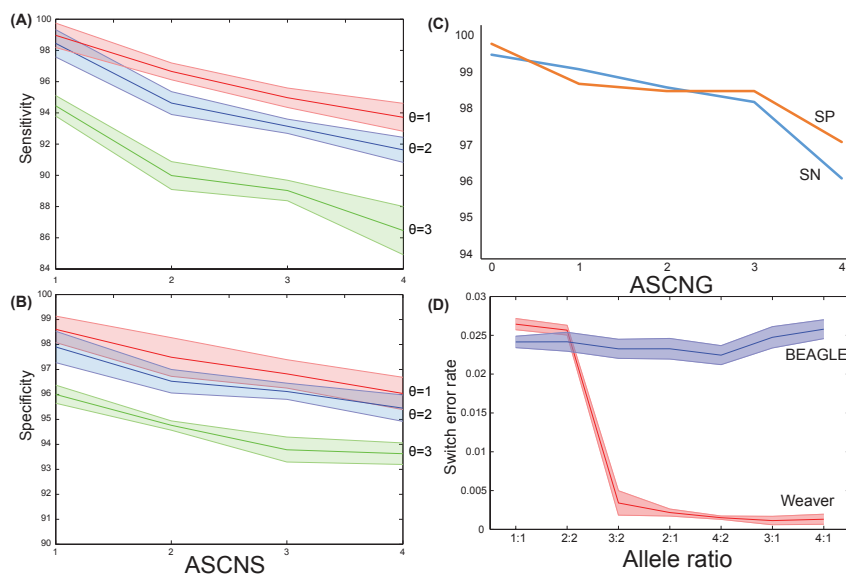 (A)
100
98
96
94
92
90
88
86
84
Sensitivity
θ=1
θ=2
θ=3
1 2 3 4
(B)
100
99
98
97
96
95
94
93
92
91
90
Specificity
θ=1
θ=2
θ=3
1 2 3 4
ASCNS
(C)
100
99
98
96
95
94
SP
SN
0 1 2 3 4
ASCNG
(D)
0.03
0.025
0.02
0.015
0.01
0.005
0
Switch error rate
BEAGLE
Weaver
1:1 2:2 3:2 2:1 4:2 3:1 4:1
Allele ratio